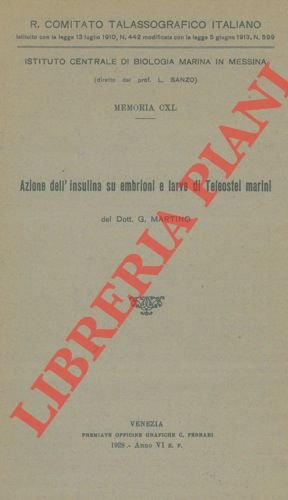 R. COMITATO TALASSOGRAFICO ITALIANO
Istituito con la legge 13 luglio 1910, N. 442 modificata con la legge 5 giugno 1913, N. 599
ISTITUTO CENTRALE DI BIOLOGIA MARINA IN MESSINA
(diretto dal prof. L. SANZO)
MEMORIA CXL
Azione dell'insulina su embrioni e larve di Teleostei marini
del Dott. G. MARTINO
LIBRERIA PIANI
VENEZIA
PREMIATE OFFICINE GRAFICHE C. FERRARI
1928 - Anno VI E. F.